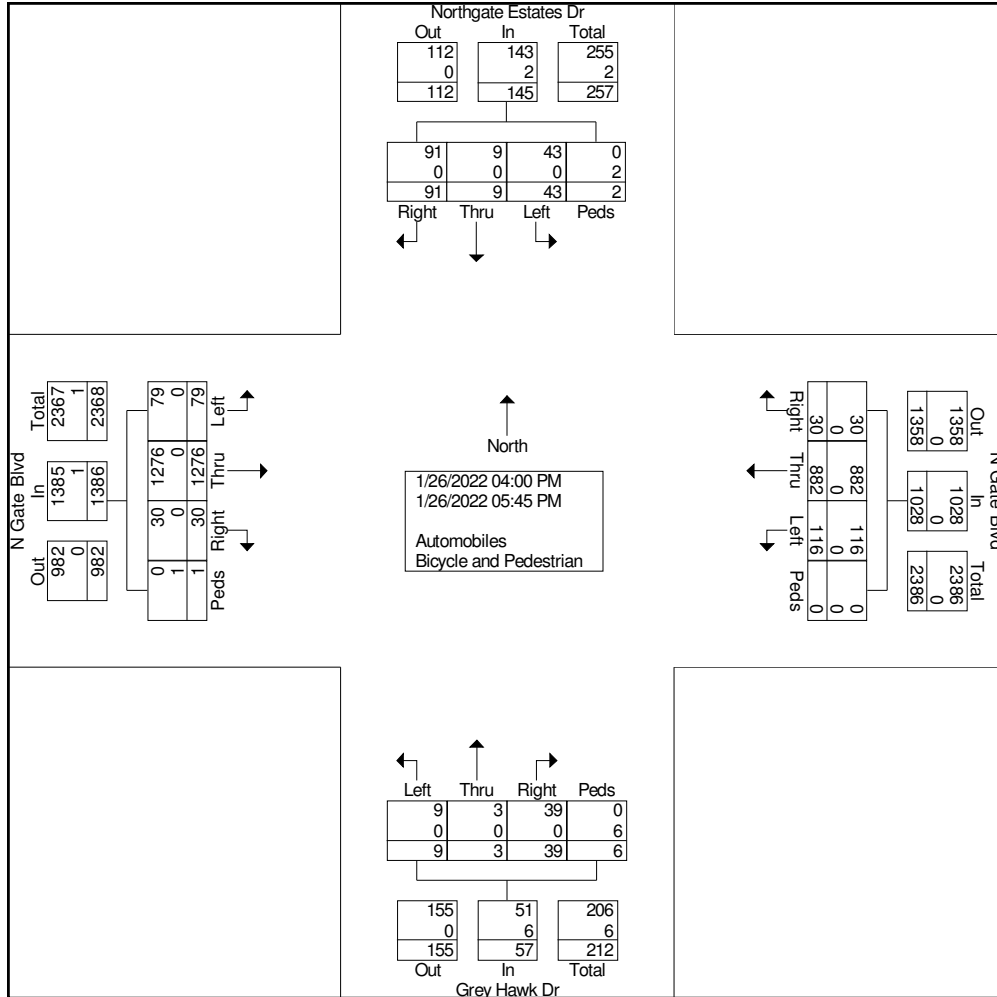 Northgate Estates Dr
Out In Total
112 143 255
0 2 2
112 145 257
91 9 43 0
0 0 0 2
91 9 43 2
Right Thru Left Peds
N Gate Blvd
Out In Total
982 1385 2367
0 1 1
982 1386 2368
0 30 1276 79
1 0 0 0
1 30 1276 79
Peds Right Thru Left
North
1/26/2022 04:00 PM
1/26/2022 05:45 PM
Automobiles
Bicycle and Pedestrian
N Gate Blvd
Out In Total
1358 1028 2386
0 0 0
1358 1028 2386
30 882 116 0
0 0 0 0
30 882 116 0
Right Thru Left Peds
Left Thru Right Peds
9 3 39 0
0 0 0 6
9 3 39 6
155 51 206
0 6 6
155 57 212
Out In Total
Grey Hawk Dr